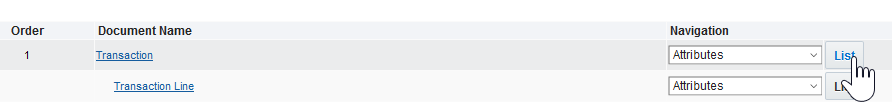 Order Document Name Navigation
1 Transaction Attributes List
Transaction Line Attributes